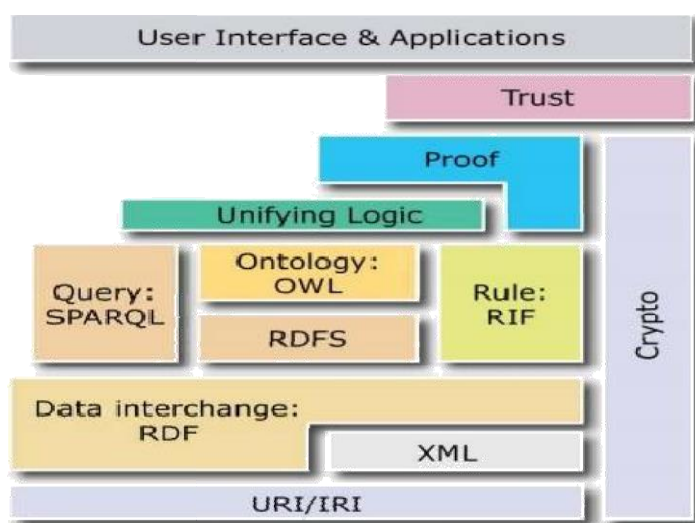 User Interface & Applications
Trust
Proof
Unifying Logic
Query:
SPARQL
Ontology:
OWL
RDFS
Rule:
RIF
Crypto
Data interchange:
RDF
XML
URI/IRI